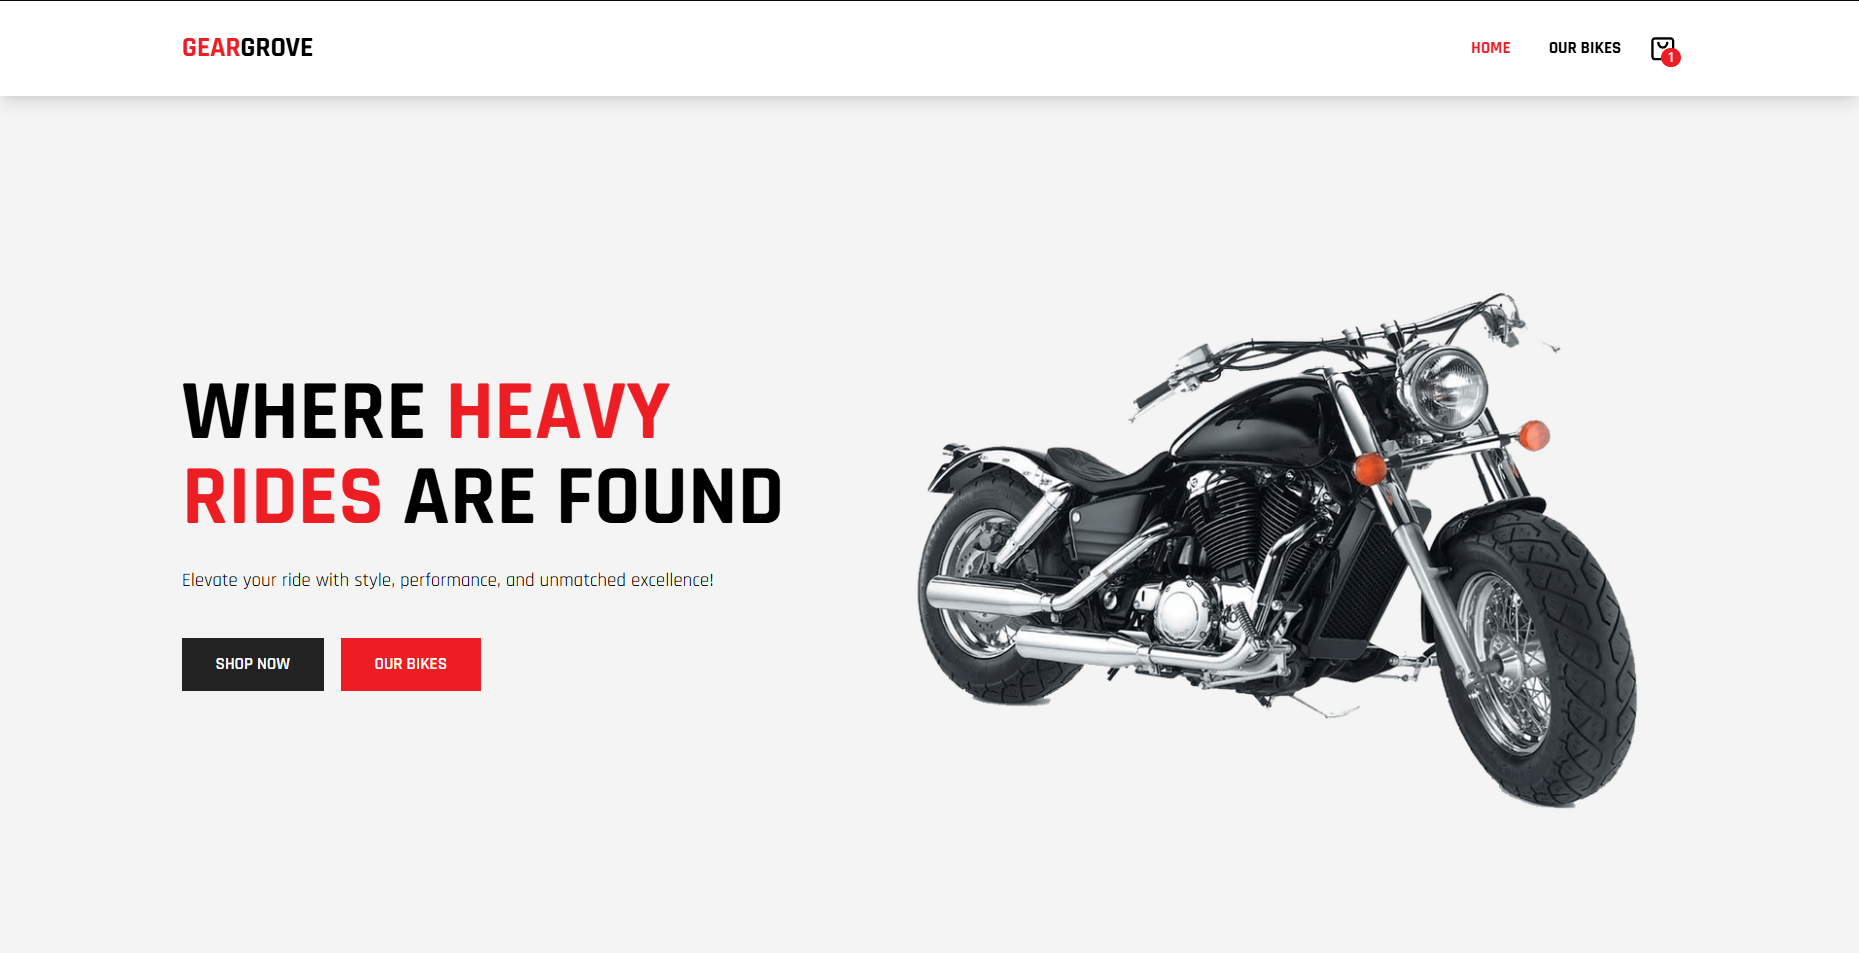 GEARGROVE
HOME
OUR BIKES
1
WHERE HEAVY
RIDES ARE FOUND
Elevate your ride with style, performance, and unmatched excellence!
SHOP NOW
OUR BIKES